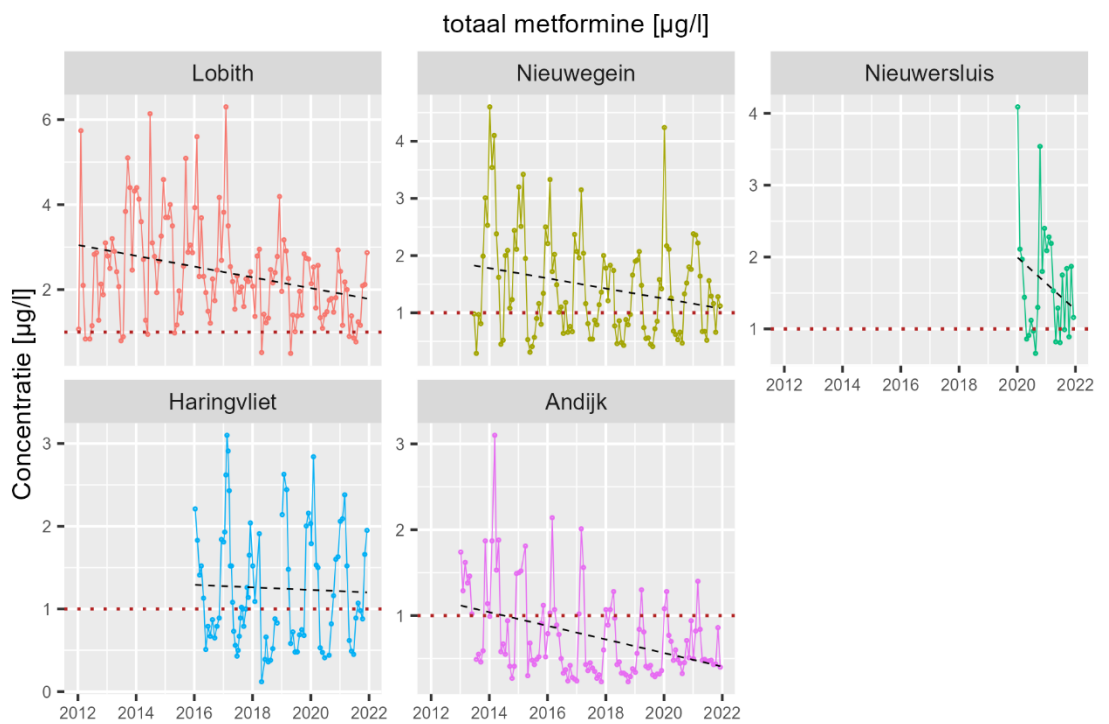 totaal metformine [µg/l]
Lobith
Nieuwegein
Nieuwersluis
6
4
2
4
3
2
1
4
3
2
1
2012 2014 2016 2018 2020 2022
Concentratie [µg/l]
Haringvliet
Andijk
3
2
1
0
3
2
1
2012 2014 2016 2018 2020 2022
2012 2014 2016 2018 2020 2022